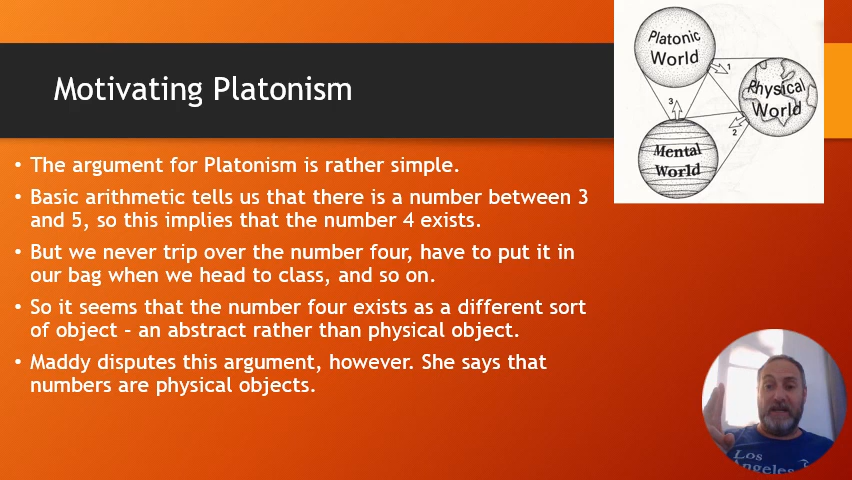 Motivating Platonism
Platonic
World
1
Physical
World
3
2
Mental
World
• The argument for Platonism is rather simple.
• Basic arithmetic tells us that there is a number between 3
and 5, so this implies that the number 4 exists.
• But we never trip over the number four, have to put it in
our bag when we head to class, and so on.
• So it seems that the number four exists as a different sort
of object – an abstract rather than physical object.
• Maddy disputes this argument, however. She says that
numbers are physical objects.
Los
Angeles